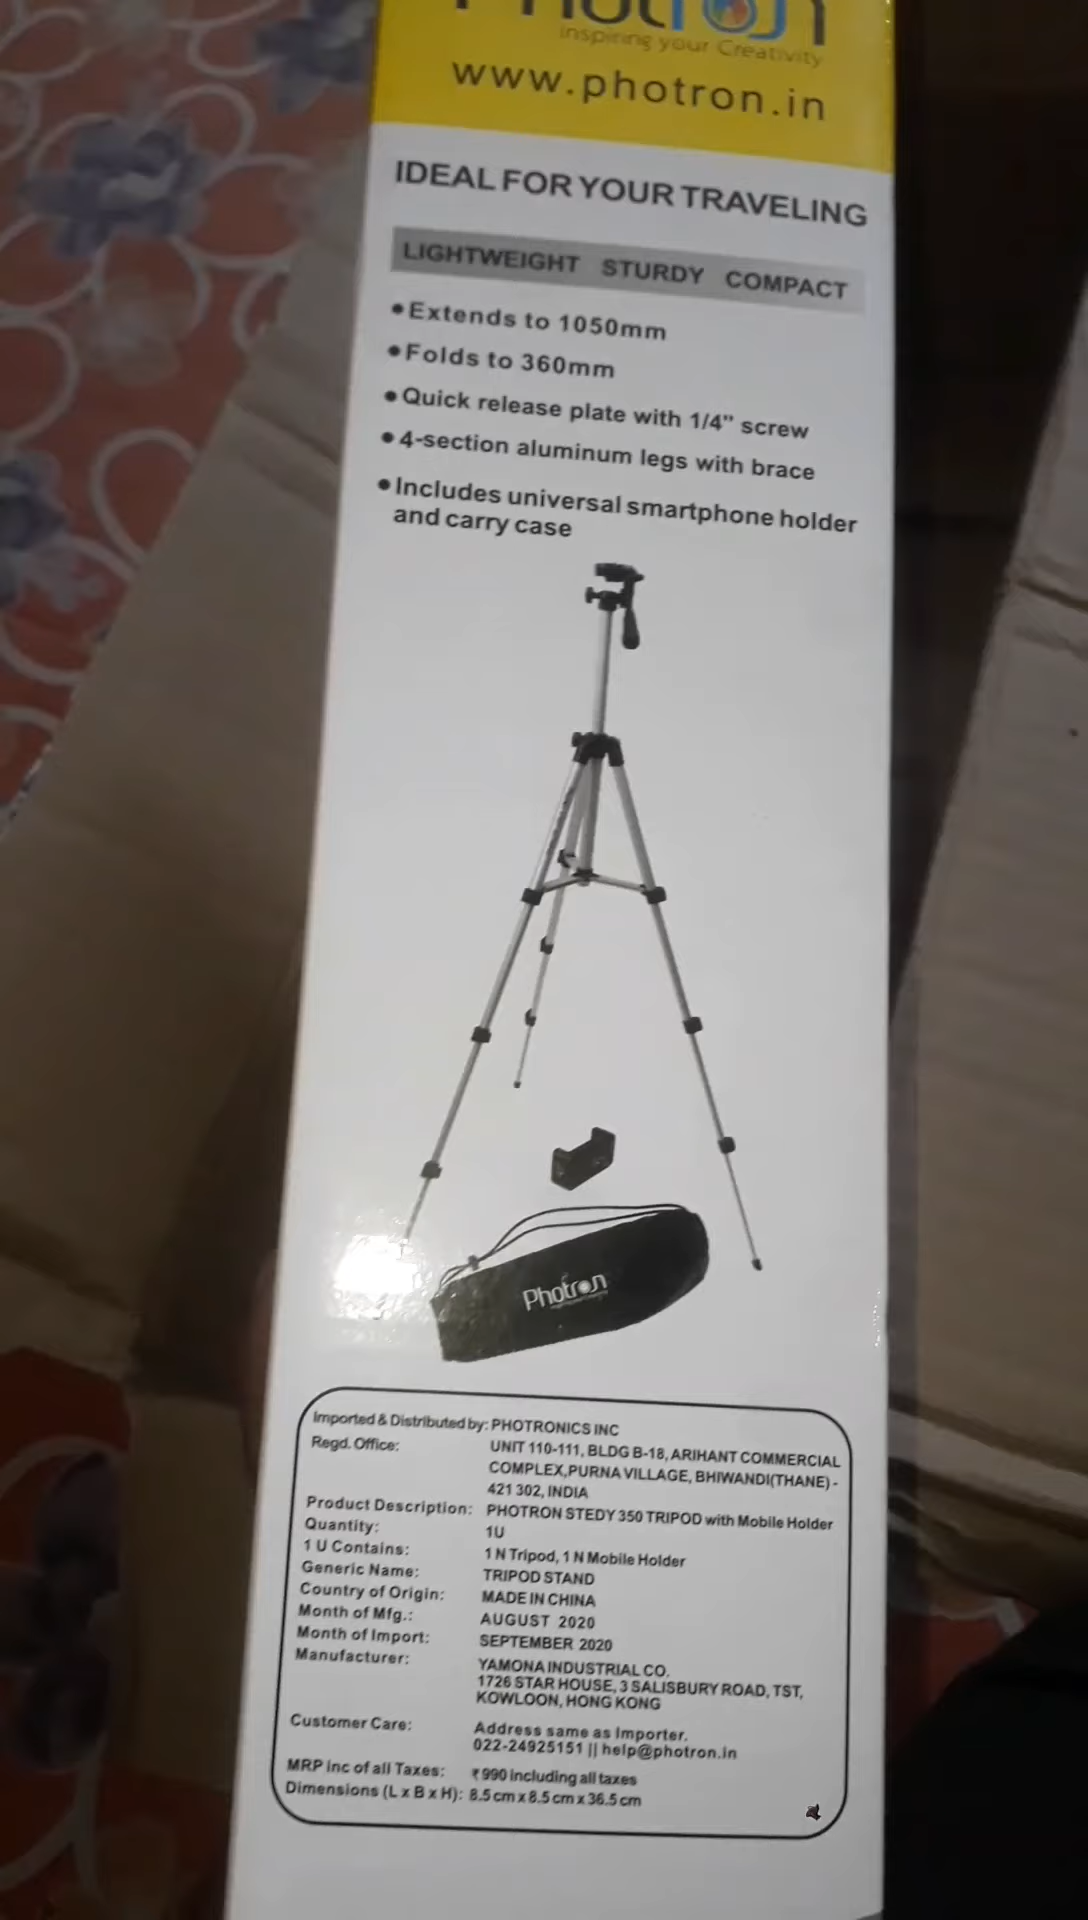 Photron
Inspiring your Creativity
www.photron.in
IDEAL FOR YOUR TRAVELING
LIGHTWEIGHT STURDY COMPACT
•Extends to 1050mm
•Folds to 360mm
•Quick release plate with 1/4" screw
•4-section aluminum legs with brace
•Includes universal smartphone holder
and carry case
Photron
Imported & Distributed by: PHOTRONICS INC
Regd. Office: UNIT 110-111, BLDG B-18, ARIHANT COMMERCIAL
COMPLEX,PURNA VILLAGE, BHIWANDI(THANE) -
421 302, INDIA
Product Description: PHOTRON STEDY 350 TRIPOD with Mobile Holder
Quantity: 1U
1 U Contains: 1 N Tripod, 1 N Mobile Holder
Generic Name: TRIPOD STAND
Country of Origin: MADE IN CHINA
Month of Mfg.: AUGUST 2020
Month of Import: SEPTEMBER 2020
Manufacturer: YAMONA INDUSTRIAL CO.
1726 STAR HOUSE, 3 SALISBURY ROAD, TST,
KOWLOON, HONG KONG
Customer Care: Address same as Importer.
022-24925151 || help@photron.in
MRP inc of all Taxes: ₹990 including all taxes
Dimensions (L x B x H): 8.5 cm x 8.5 cm x 36.5 cm